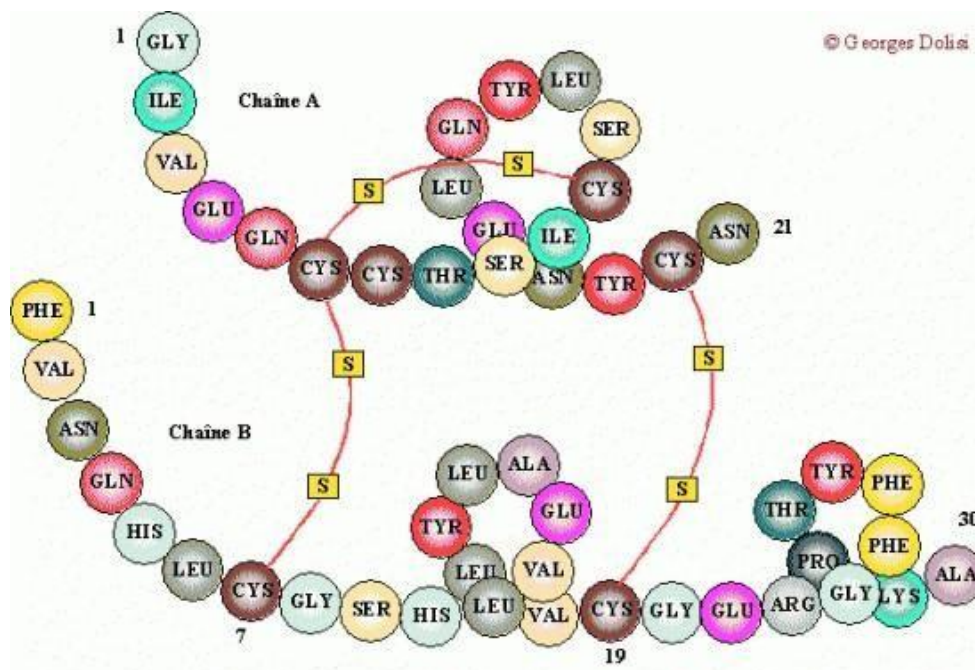 © Georges Dolisi
1
GLY
ILE
Chaîne A
VAL
GLU
GLN
CYS
CYS
THR
SER
ILE
CYS
SER
LEU
TYR
GLN
LEU
GLU
ASN
TYR
CYS
ASN
21
S
S
S
S
S
S
1
PHE
VAL
Chaîne B
ASN
GLN
HIS
LEU
CYS
7
GLY
SER
HIS
LEU
VAL
GLU
ALA
LEU
TYR
LEU
VAL
CYS
19
GLY
GLU
ARG
GLY
PHE
PHE
TYR
THR
PRO
LYS
ALA
30